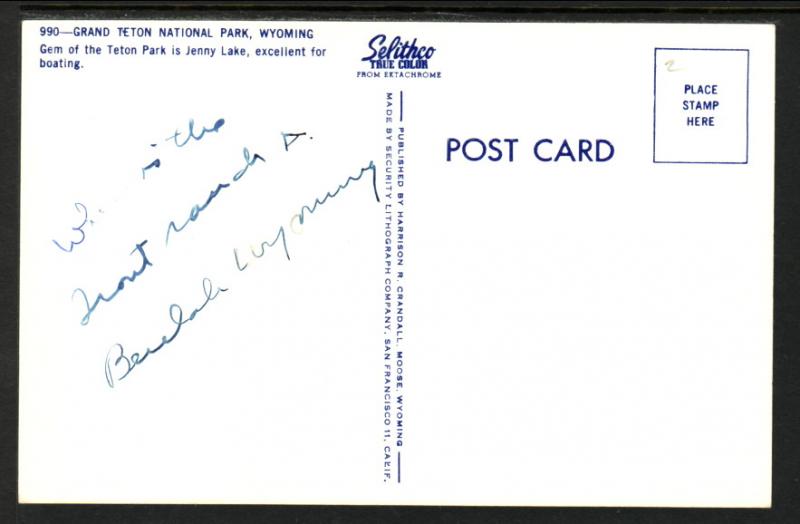 990—GRAND TETON NATIONAL PARK, WYOMING
Gem of the Teton Park is Jenny Lake, excellent for
boating.
Selithco
TRUE COLOR
FROM EKTACHROME
PLACE
STAMP
HERE
POST CARD
PUBLISHED BY HARRISON R. CRANDALL, MOOSE, WYOMING
MADE BY SECURITY LITHOGRAPH COMPANY, SAN FRANCISCO 11, CALIF.
is the
ranch
Beulah Wyoming
2